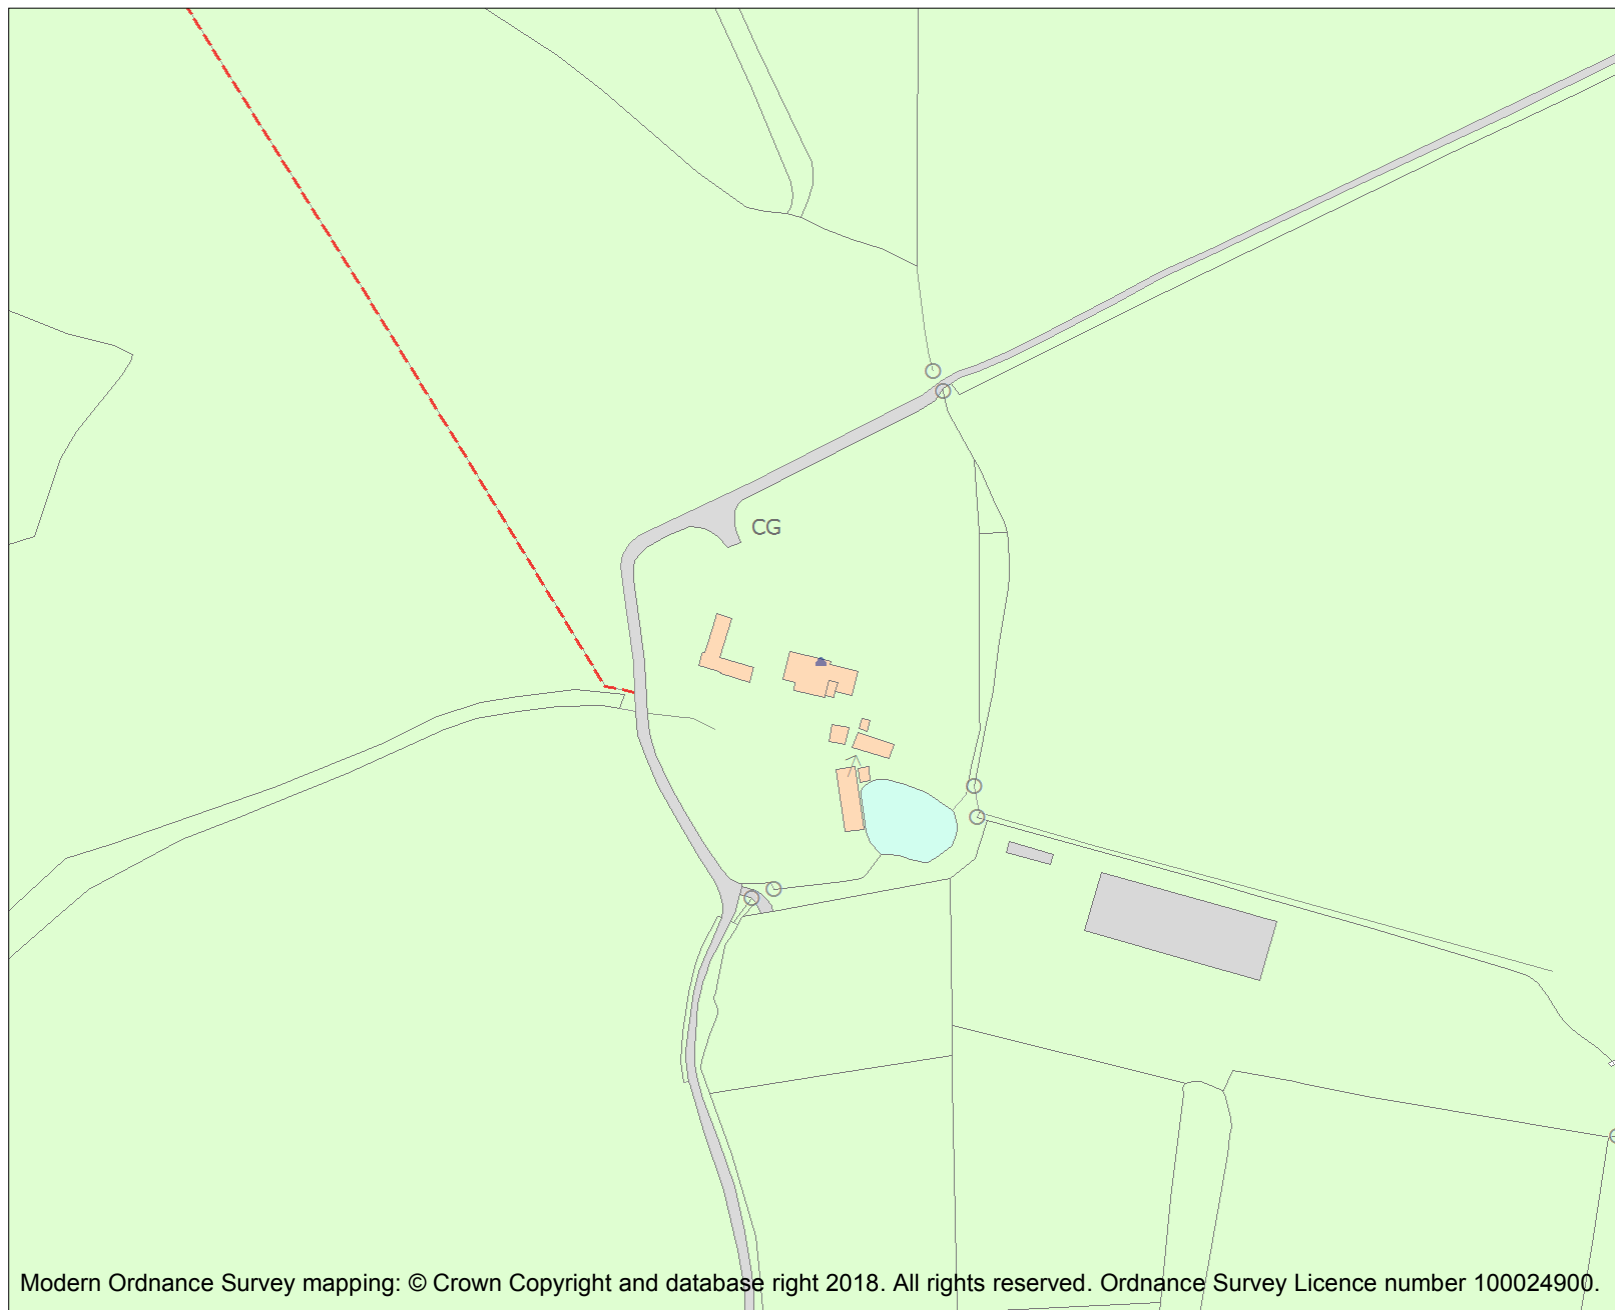 CG
Modern Ordnance Survey mapping: © Crown Copyright and database right 2018. All rights reserved. Ordnance Survey Licence number 100024900.